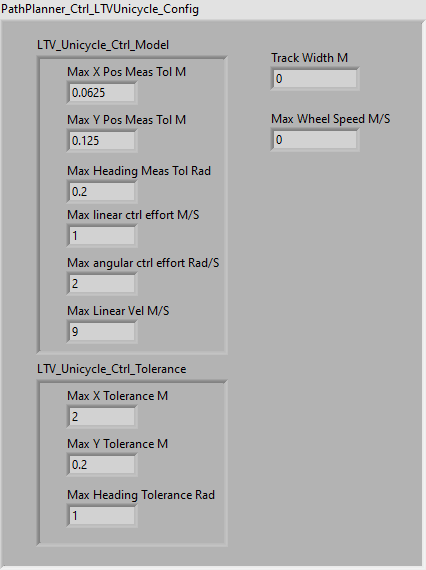 PathPlanner_Ctrl_LTVUnicycle_Config
LTV_Unicycle_Ctrl_Model
Max X Pos Meas Tol M
0.0625
Max Y Pos Meas Tol M
0.125
Max Heading Meas Tol Rad
0.2
Max linear ctrl effort M/S
1
Max angular ctrl effort Rad/S
2
Max Linear Vel M/S
9
LTV_Unicycle_Ctrl_Tolerance
Max X Tolerance M
2
Max Y Tolerance M
0.2
Max Heading Tolerance Rad
1
Track Width M
0
Max Wheel Speed M/S
0